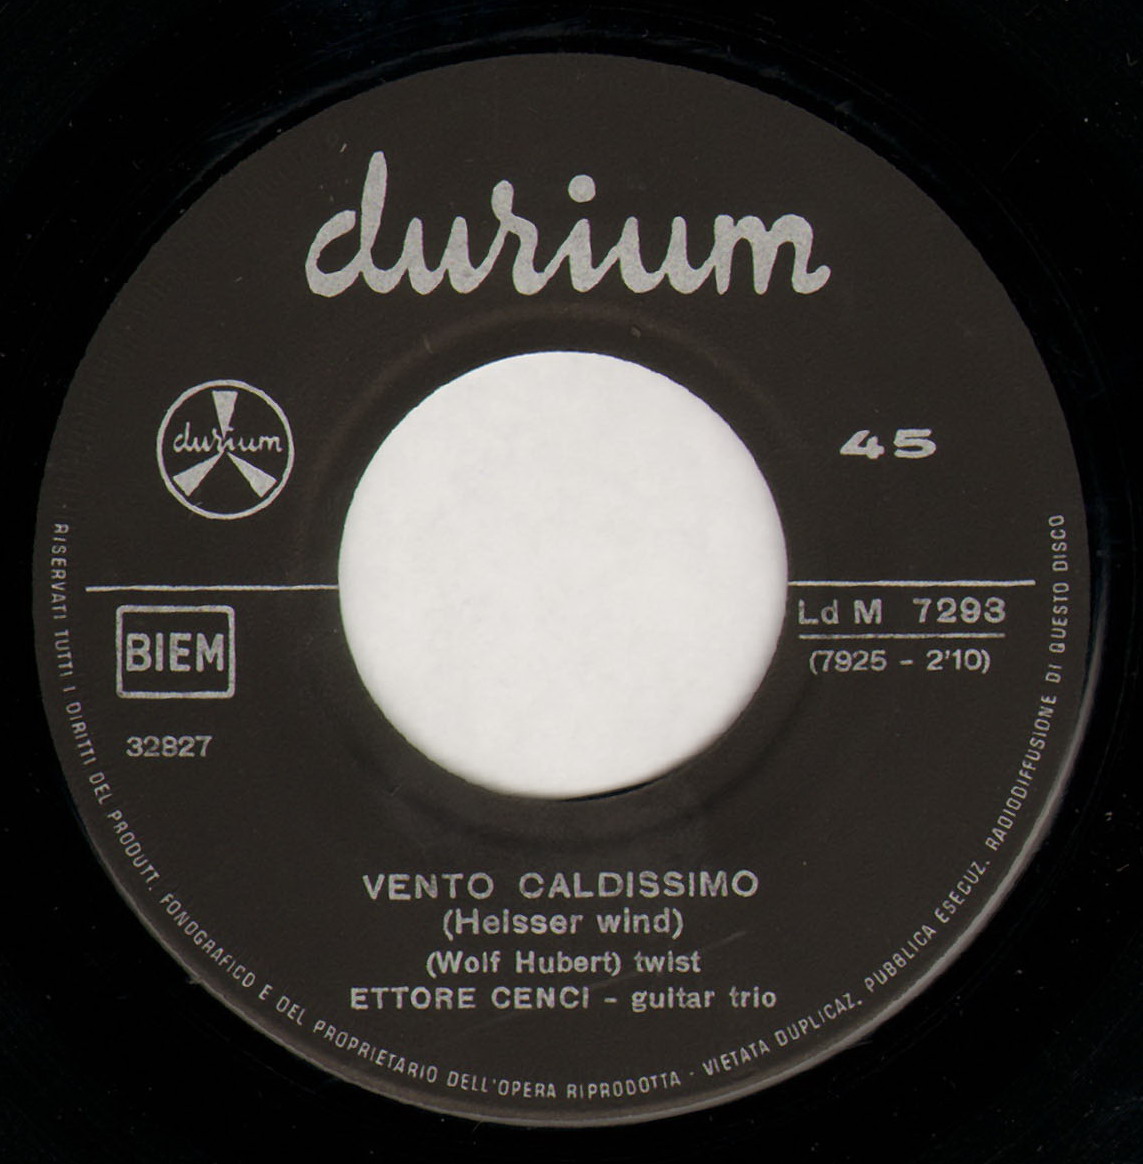 durium
durium
45
BIEM
32827
Ld M 7293
(7925 - 2'10)
VENTO CALDISSIMO
(Heisser wind)
(Wolf Hubert) twist
ETTORE CENCI - guitar trio
RISERVATI TUTTI I DIRITTI DEL PRODUTT. FONOGRAFICO E DEL PROPRIETARIO DELL'OPERA RIPRODOTTA - VIETATA DUPLICAZ. PUBBLICA ESECUZ. RADIODIFFUSIONE DI QUESTO DISCO